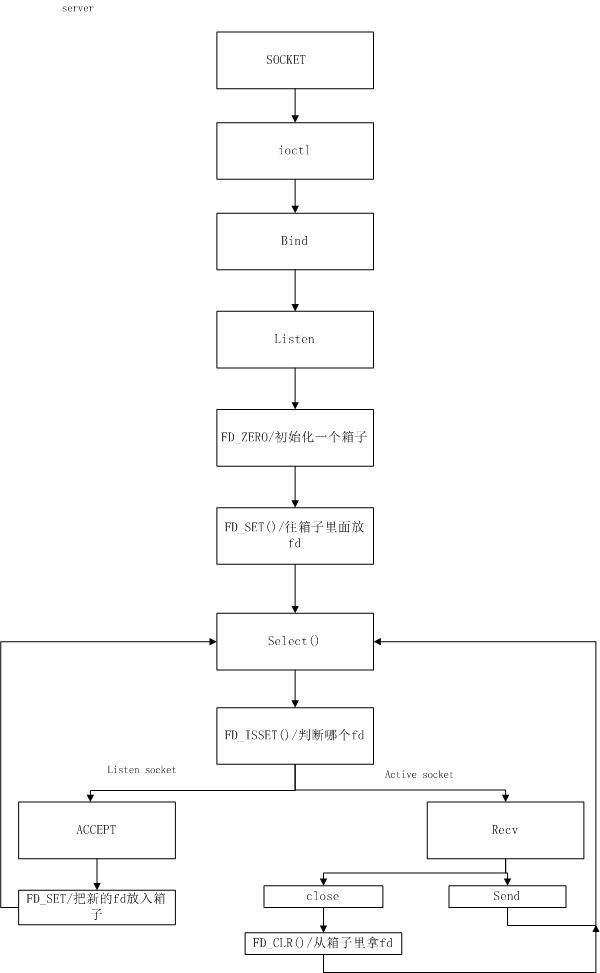 server
SOCKET
ioctl
Bind
Listen
FD_ZERO/初始化一个箱子
FD_SET()/往箱子里面放
fd
Select()
FD_ISSET()/判断哪个fd
Listen socket
Active socket
ACCEPT
Recv
FD_SET/把新的fd放入箱
子
close
Send
FD_CLR()/从箱子里拿fd